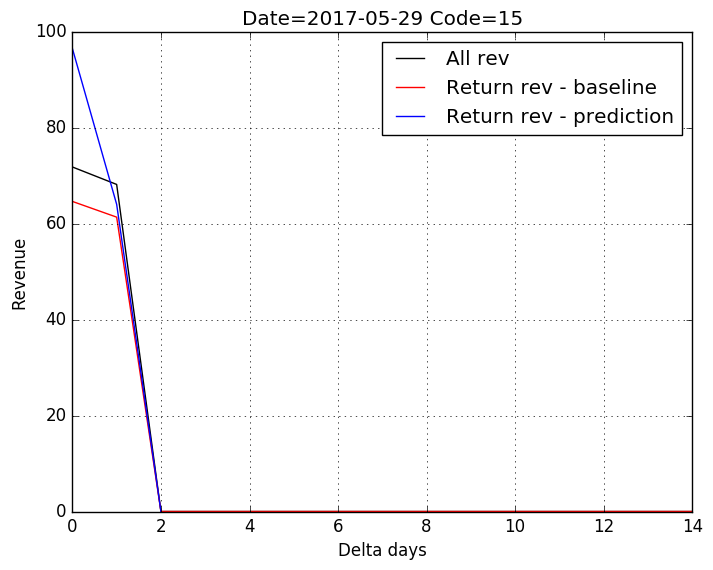 Date=2017-05-29 Code=15
All rev
Return rev - baseline
Return rev - prediction
100
80
60
40
20
0
Revenue
0 2 4 6 8 10 12 14
Delta days